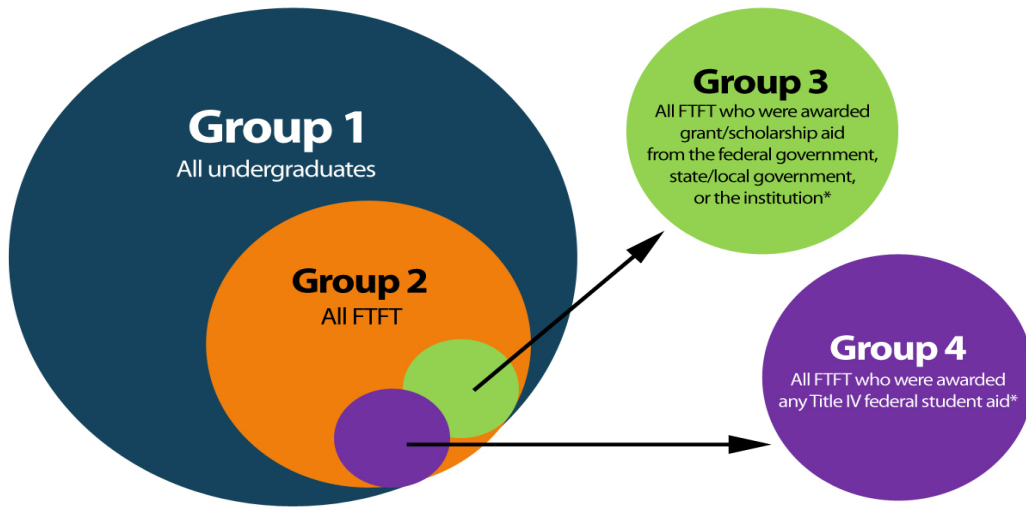 Group 1
All undergraduates
Group 2
All FTFT
Group 3
All FTFT who were awarded
grant/scholarship aid
from the federal government,
state/local government,
or the institution*
Group 4
All FTFT who were awarded
any Title IV federal student aid*